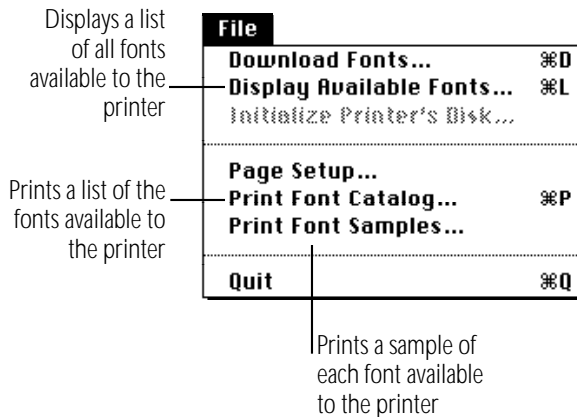 Displays a list
of all fonts
available to the
printer
File
Download Fonts... ⌘D
Display Available Fonts... ⌘L
Initialize Printer's Disk...
Page Setup...
Prints a list of the
fonts available to
the printer
Print Font Catalog... ⌘P
Print Font Samples...
Quit ⌘Q
Prints a sample of
each font available
to the printer